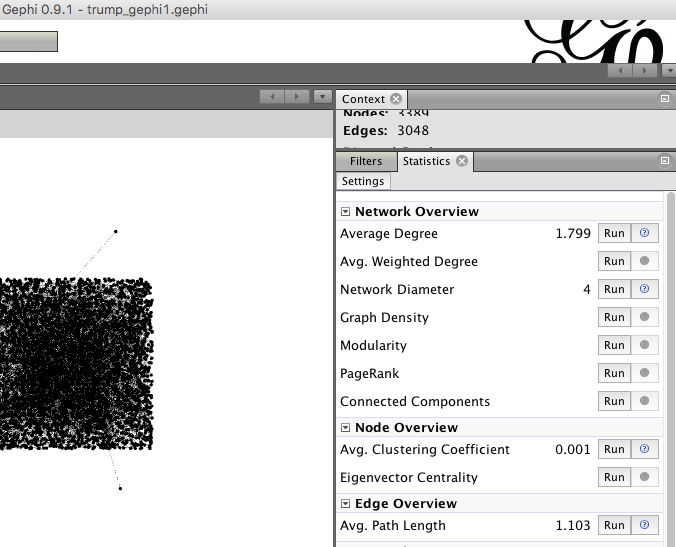 Gephi 0.9.1 - trump_gephi1.gephi
Context
Nodes: 3389
Edges: 3048
Filters Statistics
Settings
Network Overview
Average Degree 1.799 Run
Avg. Weighted Degree Run
Network Diameter 4 Run
Graph Density Run
Modularity Run
PageRank Run
Connected Components Run
Node Overview
Avg. Clustering Coefficient 0.001 Run
Eigenvector Centrality Run
Edge Overview
Avg. Path Length 1.103 Run